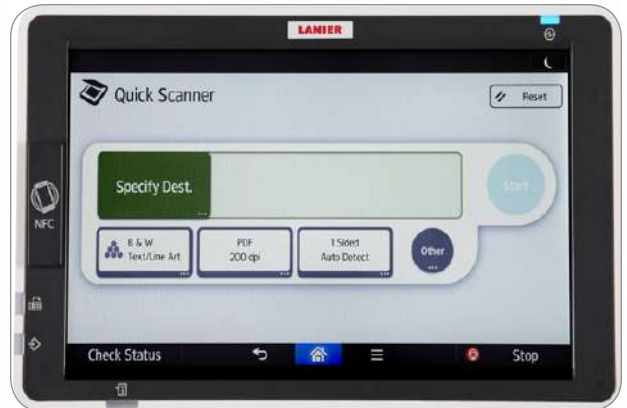 LANIER
Quick Scanner
Reset
Specify Dest.
Start
NFC
B & W
Text/Line Art
PDF
200 dpi
1 Sided
Auto Detect
Other
Check Status
Stop